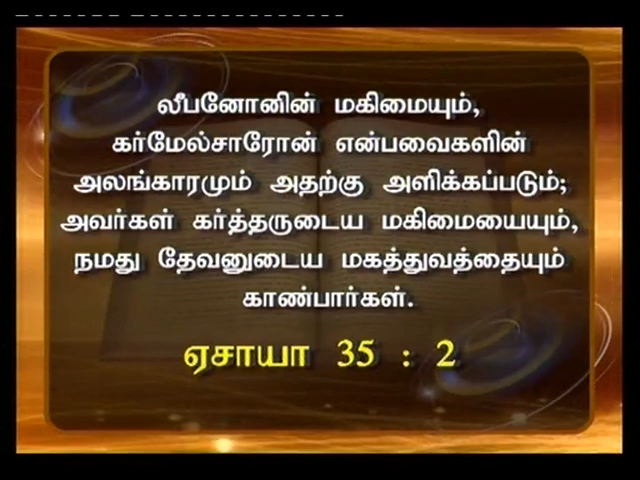 லீபனோனின் மகிமையும்,
கர்மேல்சாரோன் என்பவைகளின்
அலங்காரமும் அதற்கு அளிக்கப்படும்;
அவர்கள் கர்த்தருடைய மகிமையையும்,
நமது தேவனுடைய மகத்துவத்தையும்
காண்பார்கள்.
ஏசாயா 35 : 2